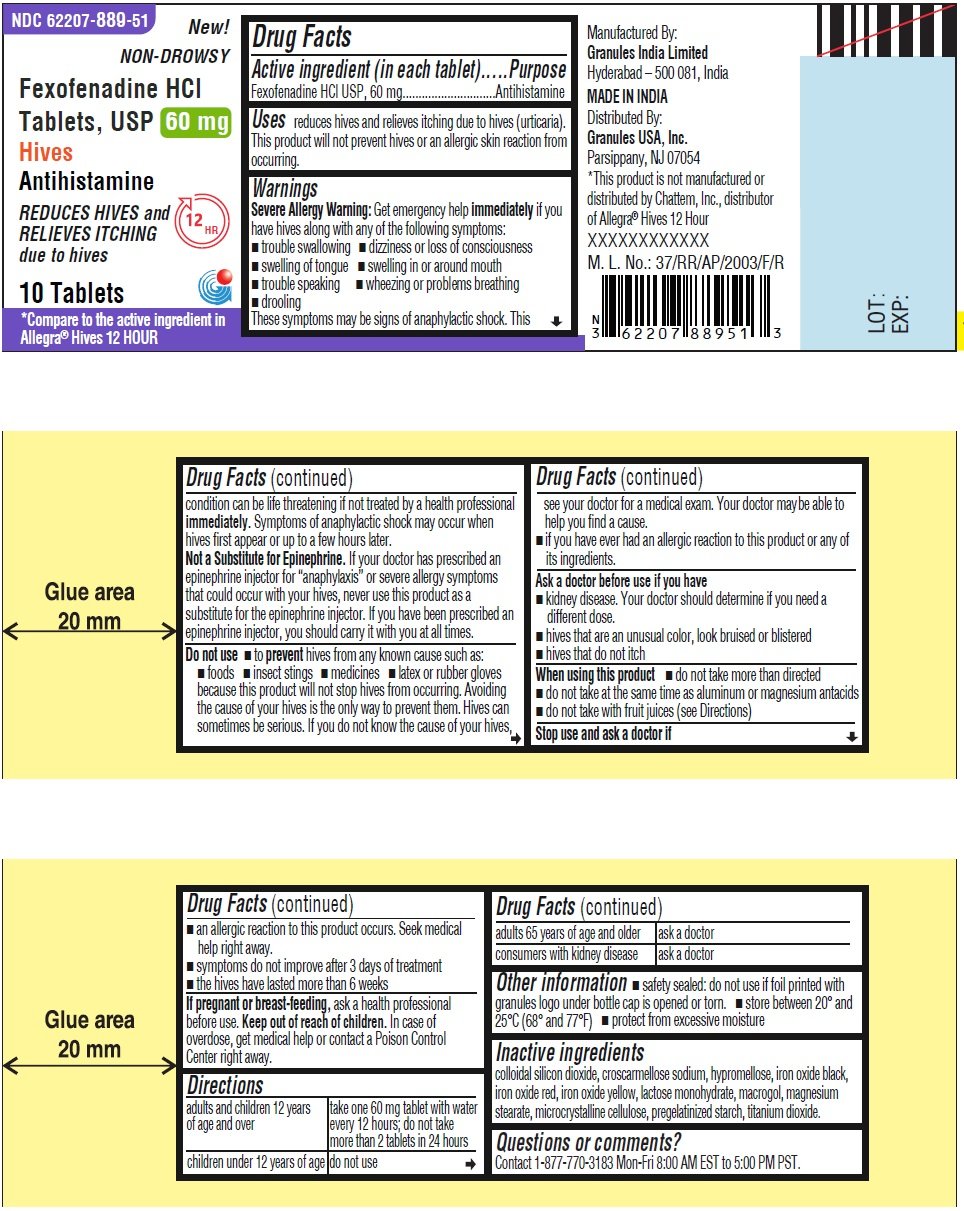 NDC 62207-889-51
New!
NON-DROWSY
Fexofenadine HCl
Tablets, USP 60 mg
Hives
Antihistamine
REDUCES HIVES and
RELIEVES ITCHING
due to hives
12 HR
10 Tablets
*Compare to the active ingredient in
Allegra® Hives 12 HOUR
Drug Facts
Active ingredient (in each tablet).....Purpose
Fexofenadine HCl USP, 60 mg.............................Antihistamine
Uses reduces hives and relieves itching due to hives (urticaria).
This product will not prevent hives or an allergic skin reaction from
occurring.
Warnings
Severe Allergy Warning: Get emergency help immediately if you
have hives along with any of the following symptoms:
■ trouble swallowing ■ dizziness or loss of consciousness
■ swelling of tongue ■ swelling in or around mouth
■ trouble speaking ■ wheezing or problems breathing
■ drooling
These symptoms may be signs of anaphylactic shock. This
Manufactured By:
Granules India Limited
Hyderabad – 500 081, India
MADE IN INDIA
Distributed By:
Granules USA, Inc.
Parsippany, NJ 07054
*This product is not manufactured or
distributed by Chattem, Inc., distributor
of Allegra® Hives 12 Hour
XXXXXXXXXXXX
M. L. No.: 37/RR/AP/2003/F/R
N
3 62207 88951 3
LOT:
EXP:
Glue area
20 mm
Drug Facts (continued)
condition can be life threatening if not treated by a health professional
immediately. Symptoms of anaphylactic shock may occur when
hives first appear or up to a few hours later.
Not a Substitute for Epinephrine. If your doctor has prescribed an
epinephrine injector for “anaphylaxis” or severe allergy symptoms
that could occur with your hives, never use this product as a
substitute for the epinephrine injector. If you have been prescribed an
epinephrine injector, you should carry it with you at all times.
Do not use ■ to prevent hives from any known cause such as:
■ foods ■ insect stings ■ medicines ■ latex or rubber gloves
because this product will not stop hives from occurring. Avoiding
the cause of your hives is the only way to prevent them. Hives can
sometimes be serious. If you do not know the cause of your hives,
Drug Facts (continued)
see your doctor for a medical exam. Your doctor may be able to
help you find a cause.
■ if you have ever had an allergic reaction to this product or any of
its ingredients.
Ask a doctor before use if you have
■ kidney disease. Your doctor should determine if you need a
different dose.
■ hives that are an unusual color, look bruised or blistered
■ hives that do not itch
When using this product ■ do not take more than directed
■ do not take at the same time as aluminum or magnesium antacids
■ do not take with fruit juices (see Directions)
Stop use and ask a doctor if
Glue area
20 mm
Drug Facts (continued)
■ an allergic reaction to this product occurs. Seek medical
help right away.
■ symptoms do not improve after 3 days of treatment
■ the hives have lasted more than 6 weeks
If pregnant or breast-feeding, ask a health professional
before use. Keep out of reach of children. In case of
overdose, get medical help or contact a Poison Control
Center right away.
Directions
adults and children 12 years
of age and over
take one 60 mg tablet with water
every 12 hours; do not take
more than 2 tablets in 24 hours
children under 12 years of age do not use
Drug Facts (continued)
adults 65 years of age and older ask a doctor
consumers with kidney disease ask a doctor
Other information ■ safety sealed: do not use if foil printed with
granules logo under bottle cap is opened or torn. ■ store between 20° and
25°C (68° and 77°F) ■ protect from excessive moisture
Inactive ingredients
colloidal silicon dioxide, croscarmellose sodium, hypromellose, iron oxide black,
iron oxide red, iron oxide yellow, lactose monohydrate, macrogol, magnesium
stearate, microcrystalline cellulose, pregelatinized starch, titanium dioxide.
Questions or comments?
Contact 1-877-770-3183 Mon-Fri 8:00 AM EST to 5:00 PM PST.